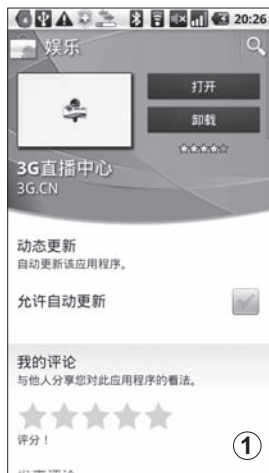 20:26
娱乐
打开
卸载
3G直播中心
3G.CN
动态更新
自动更新该应用程序。
允许自动更新
我的评论
与他人分享您对此应用程序的看法。
评分！
①